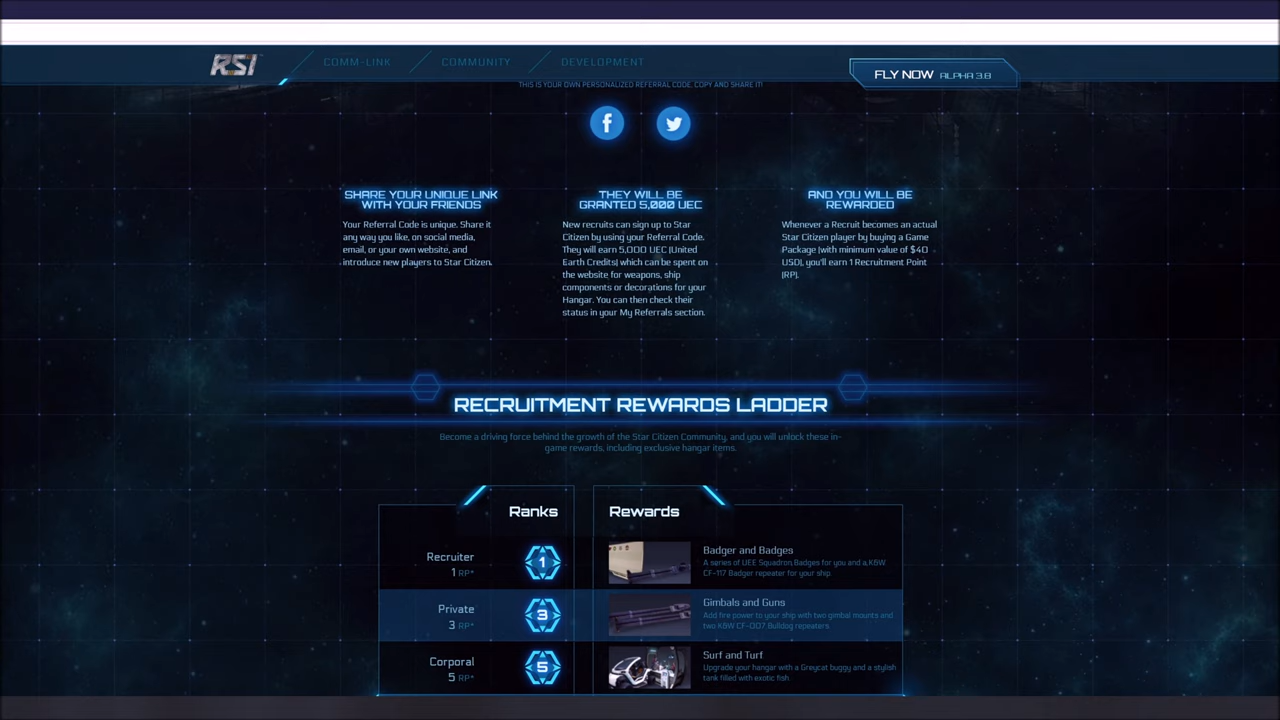 RSI
COMM-LINK
COMMUNITY
DEVELOPMENT
FLY NOW ALPHA 3.8
THIS IS YOUR OWN PERSONALIZED REFERRAL CODE, COPY AND SHARE IT!
SHARE YOUR UNIQUE LINK
WITH YOUR FRIENDS
Your Referral Code is unique. Share it
any way you like, on social media,
email, or your own website, and
introduce new players to Star Citizen.
THEY WILL BE
GRANTED 5,000 UEC
New recruits can sign up to Star
Citizen by using your Referral Code.
They will earn 5,000 UEC (United
Earth Credits) which can be spent on
the website for weapons, ship
components or decorations for your
Hangar. You can then check their
status in your My Referrals section.
AND YOU WILL BE
REWARDED
Whenever a Recruit becomes an actual
Star Citizen player by buying a Game
Package (with minimum value of $40
USD), you'll earn 1 Recruitment Point
(RP).
RECRUITMENT REWARDS LADDER
Become a driving force behind the growth of the Star Citizen Community, and you will unlock these in-
game rewards, including exclusive hangar items.
Ranks
Rewards
Recruiter
1 RP*
1
Badger and Badges
A series of UEE Squadron Badges for you and a K&W
CF-117 Badger repeater for your ship.
Private
3 RP*
3
Gimbals and Guns
Add fire power to your ship with two gimbal mounts and
two K&W CF-007 Bulldog repeaters.
Corporal
5 RP*
5
Surf and Turf
Upgrade your hangar with a Greycat buggy and a stylish
tank filled with exotic fish.